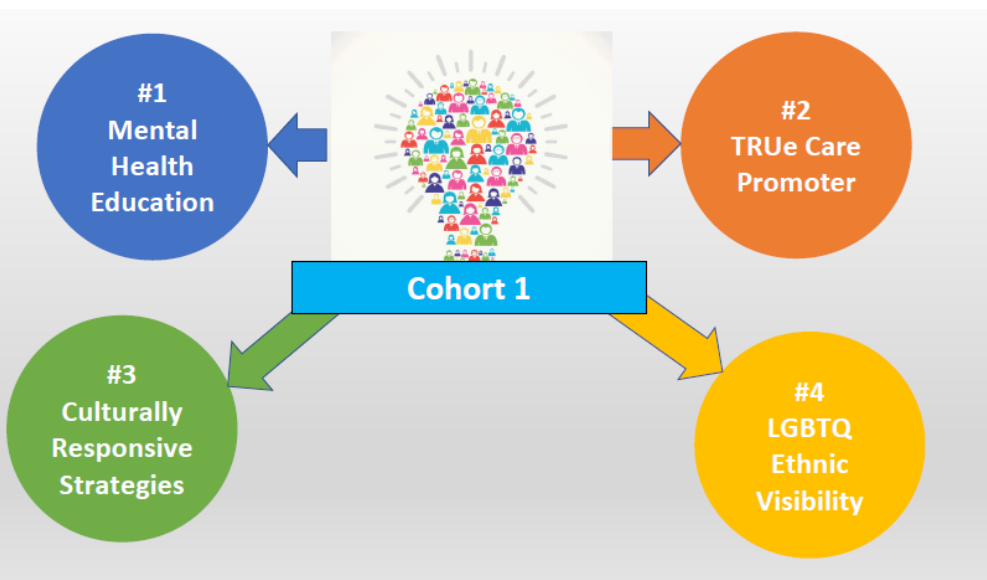 #1
Mental
Health
Education
#2
TRUe Care
Promoter
Cohort 1
#3
Culturally
Responsive
Strategies
#4
LGBTQ
Ethnic
Visibility